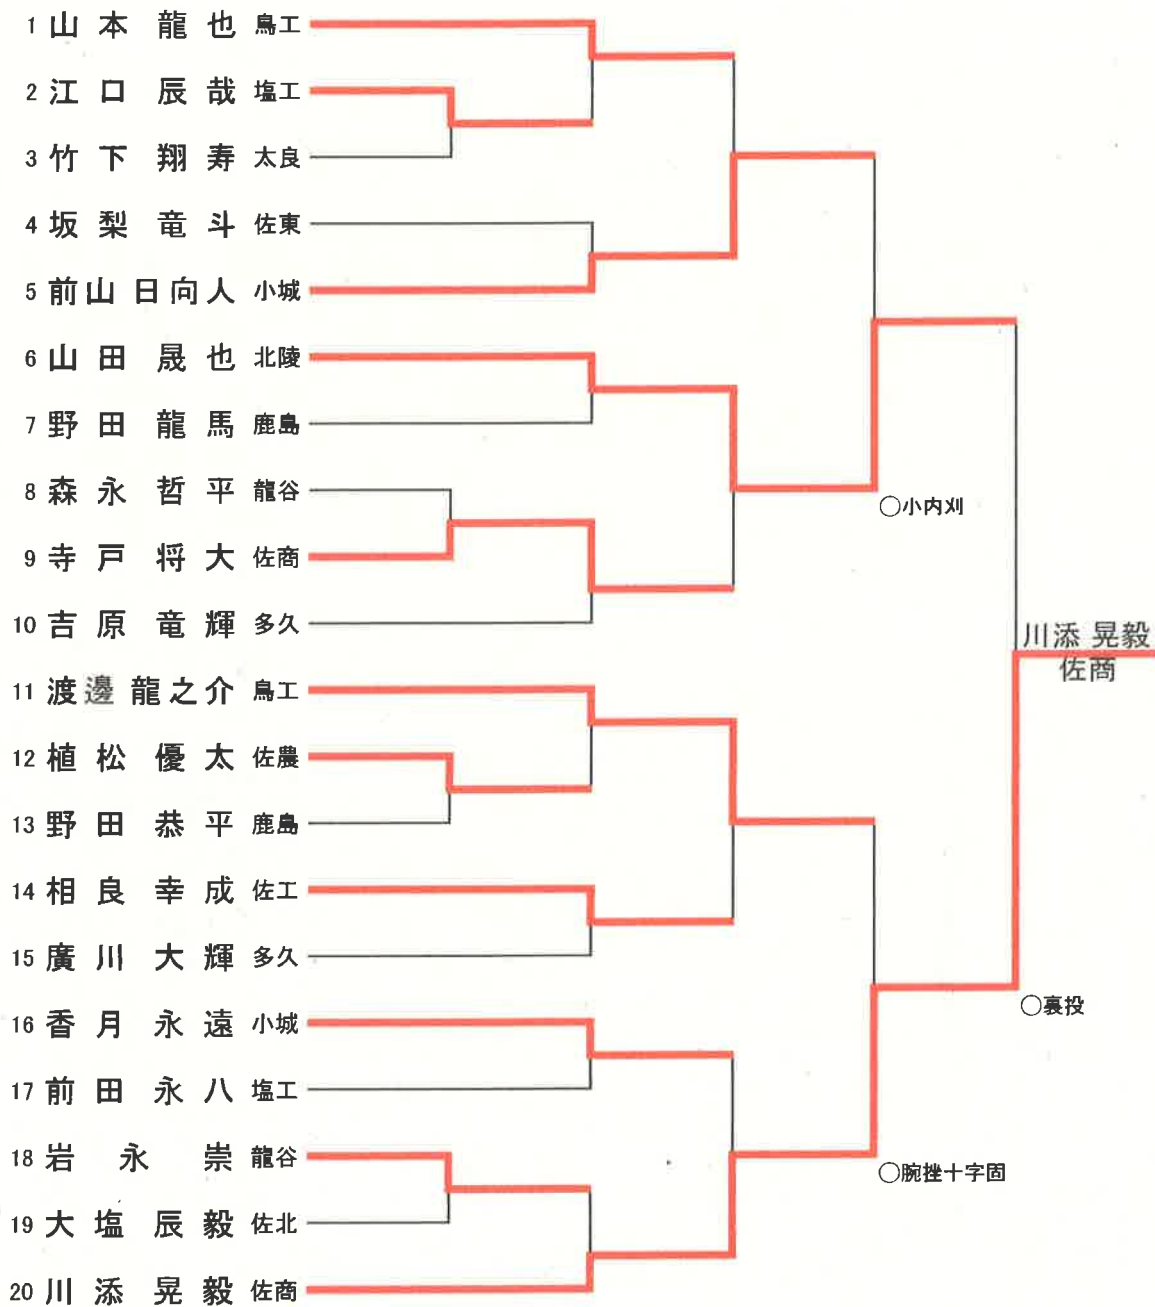 1 山本 龍也 鳥工
2 江口 辰哉 塩工
3 竹下 翔寿 太良
4 坂梨 竜斗 佐東
5 前山 日向人 小城
6 山田 晟也 北陵
7 野田 龍馬 鹿島
8 森永 哲平 龍谷
○小内刈
9 寺戸 将大 佐商
10 吉原 竜輝 多久
川添 晃毅
佐商
11 渡邊 龍之介 鳥工
12 植松 優太 佐農
13 野田 恭平 鹿島
14 相良 幸成 佐工
15 廣川 大輝 多久
○裏投
16 香月 永遠 小城
17 前田 永八 塩工
18 岩永 崇 龍谷
○腕挫十字固
19 大塩 辰毅 佐北
20 川添 晃毅 佐商